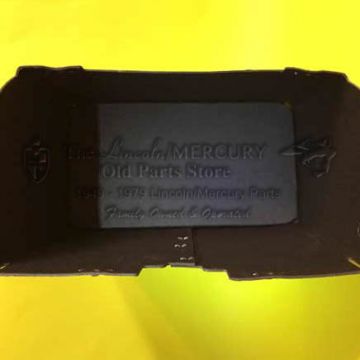 The Lincoln/MERCURY
Old Parts Store
1949 - 1979 Lincoln/Mercury Parts
Family Owned & Operated